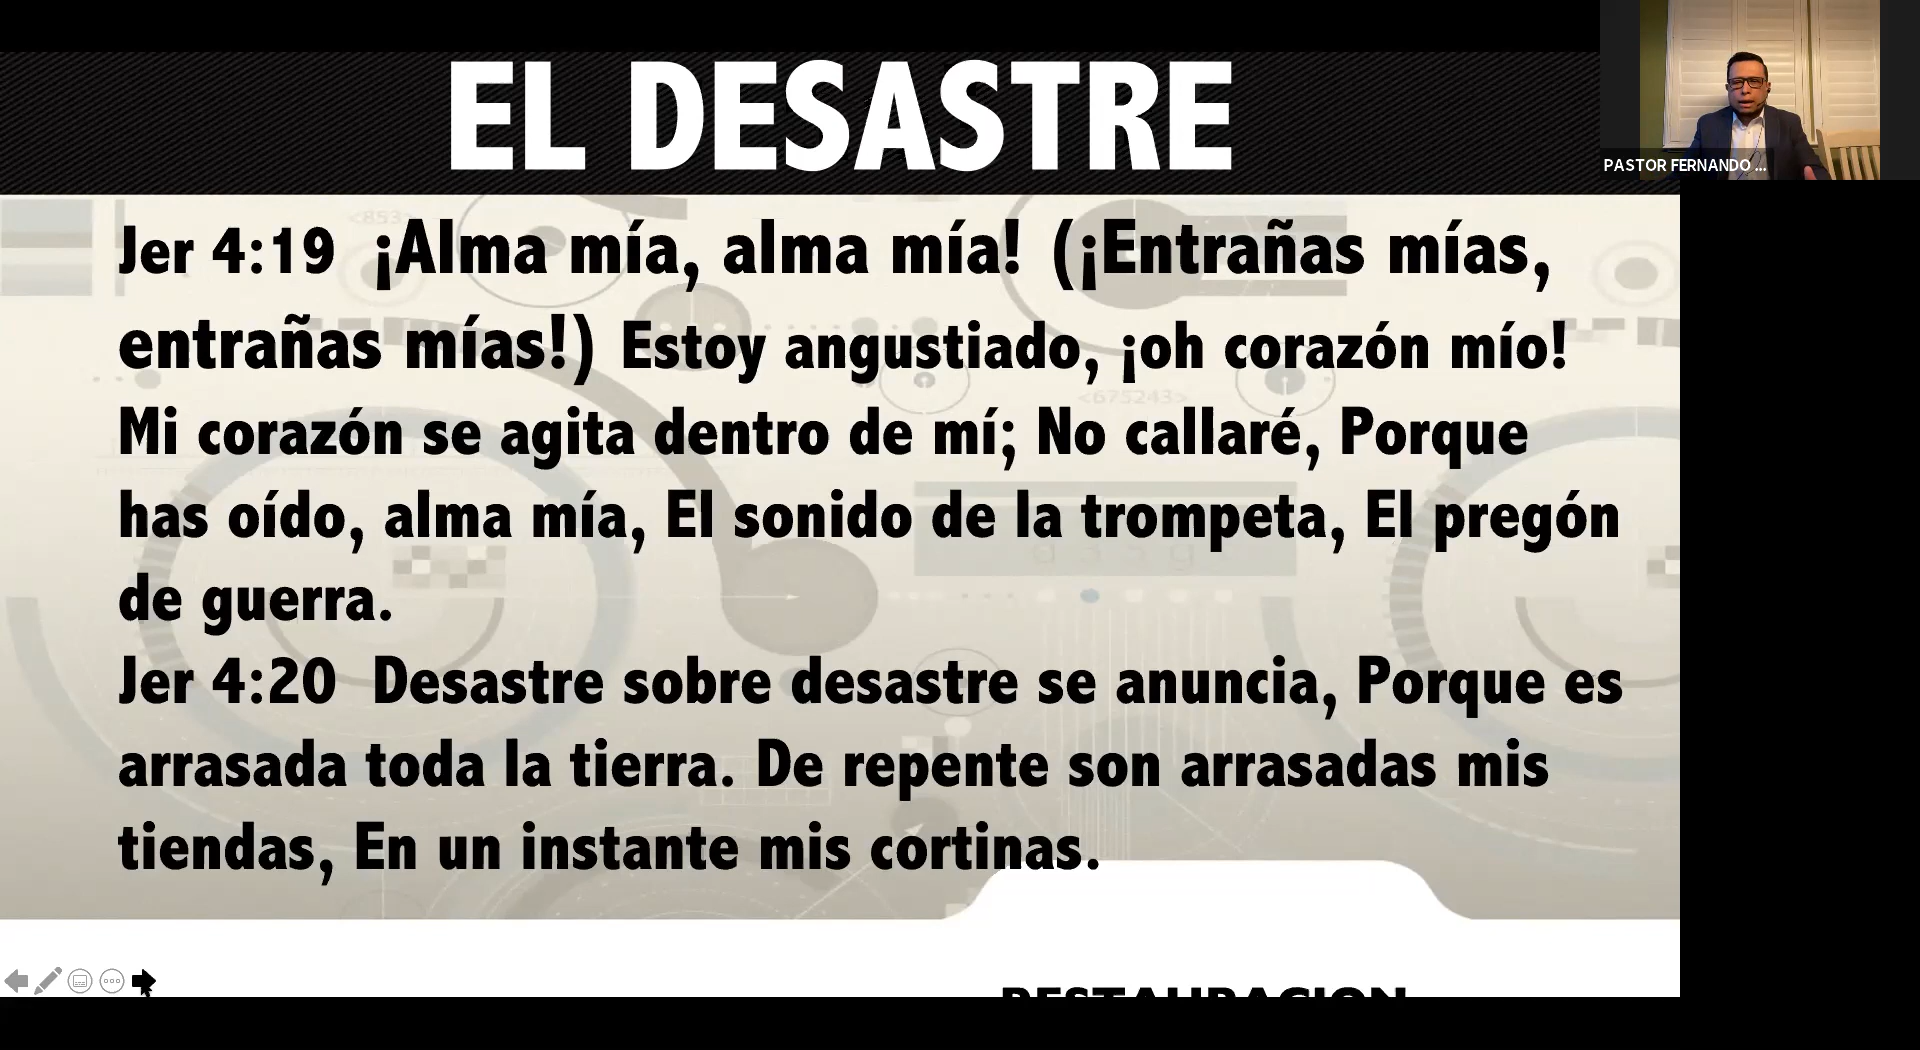 EL DESASTRE
PASTOR FERNANDO ...
<853>
Jer 4:19 ¡Alma mía, alma mía! (¡Entrañas mías,
entrañas mías!) Estoy angustiado, ¡oh corazón mío!
<675243>
Mi corazón se agita dentro de mí; No callaré, Porque
has oído, alma mía, El sonido de la trompeta, El pregón
de guerra.
Jer 4:20 Desastre sobre desastre se anuncia, Porque es
arrasada toda la tierra. De repente son arrasadas mis
tiendas, En un instante mis cortinas.
RESTAURACION